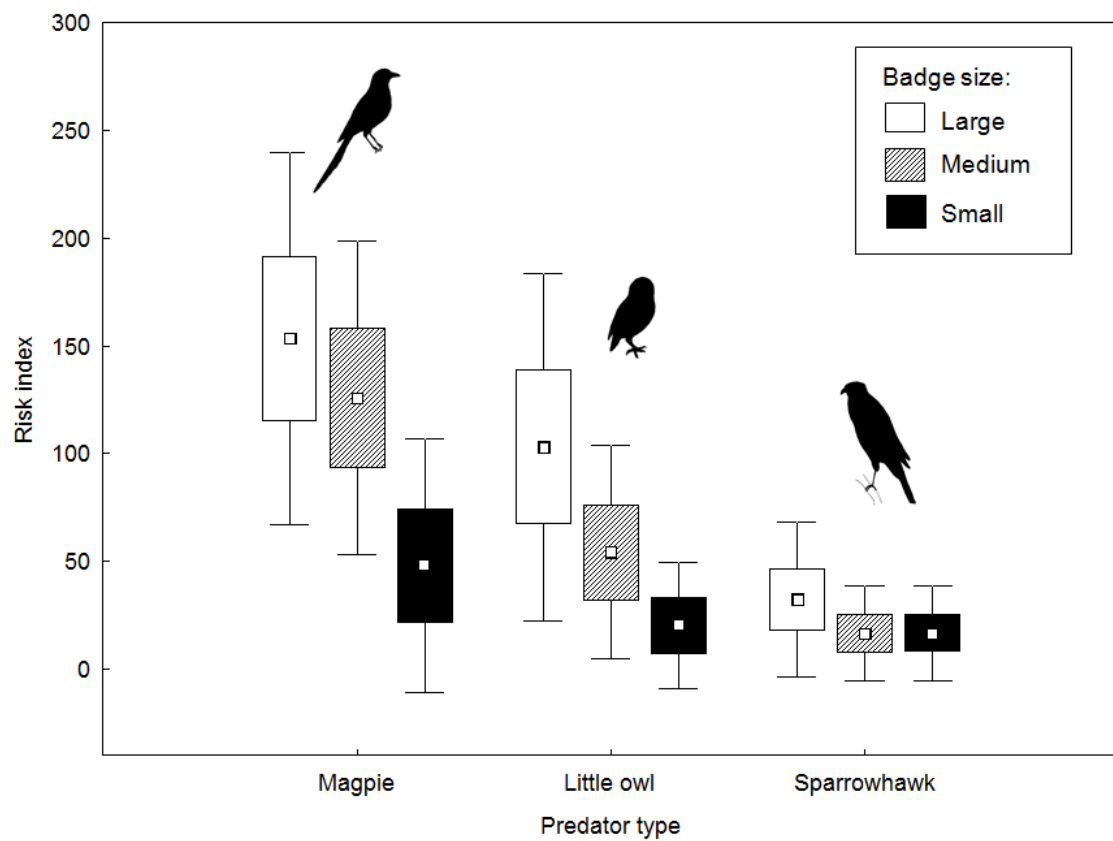 300
250
200
150
100
50
0
Risk index
Badge size:
Large
Medium
Small
Magpie
Little owl
Sparrowhawk
Predator type